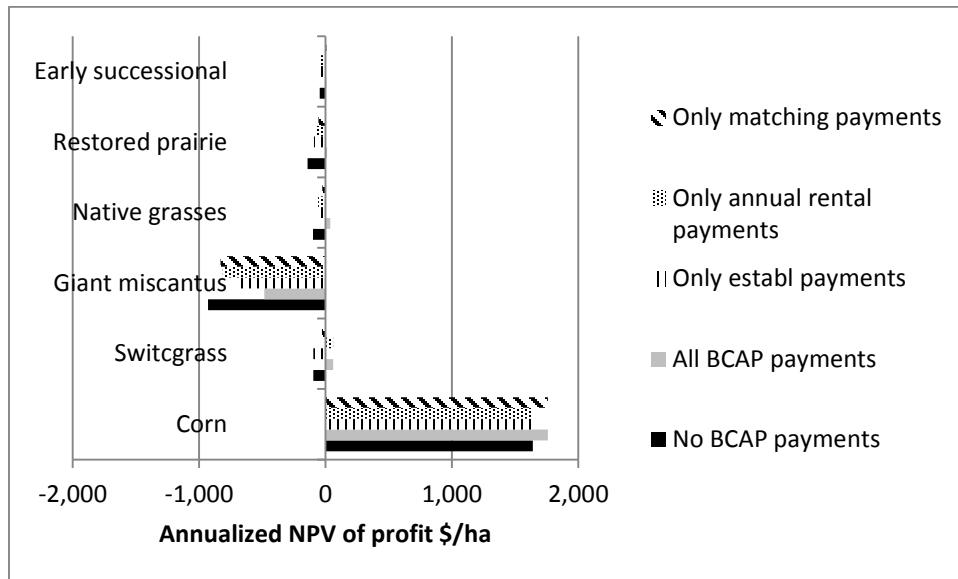 Early successional
Restored prairie
Native grasses
Giant miscantus
Switcgrass
Corn
-2,000
-1,000
0
1,000
2,000
Annualized NPV of profit $/ha
Only matching payments
Only annual rental
payments
Only establ payments
All BCAP payments
No BCAP payments